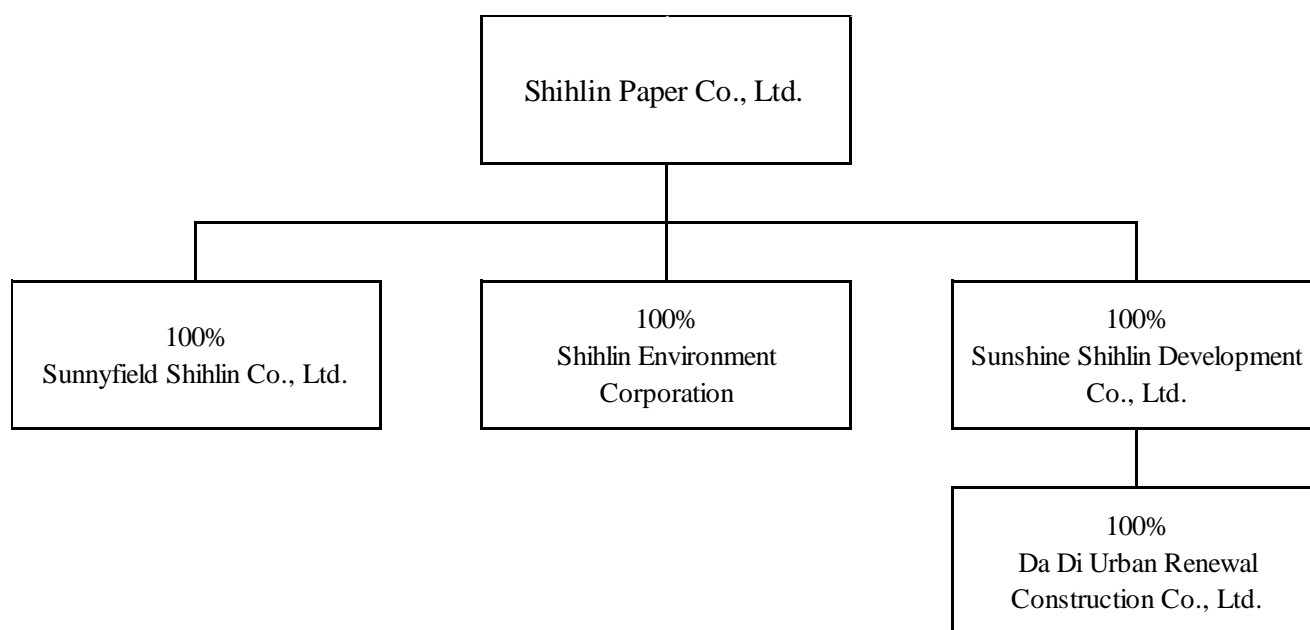 Shihlin Paper Co., Ltd.
100%
Sunnyfield Shihlin Co., Ltd.
100%
Shihlin Environment
Corporation
100%
Sunshine Shihlin Development
Co., Ltd.
100%
Da Di Urban Renewal
Construction Co., Ltd.